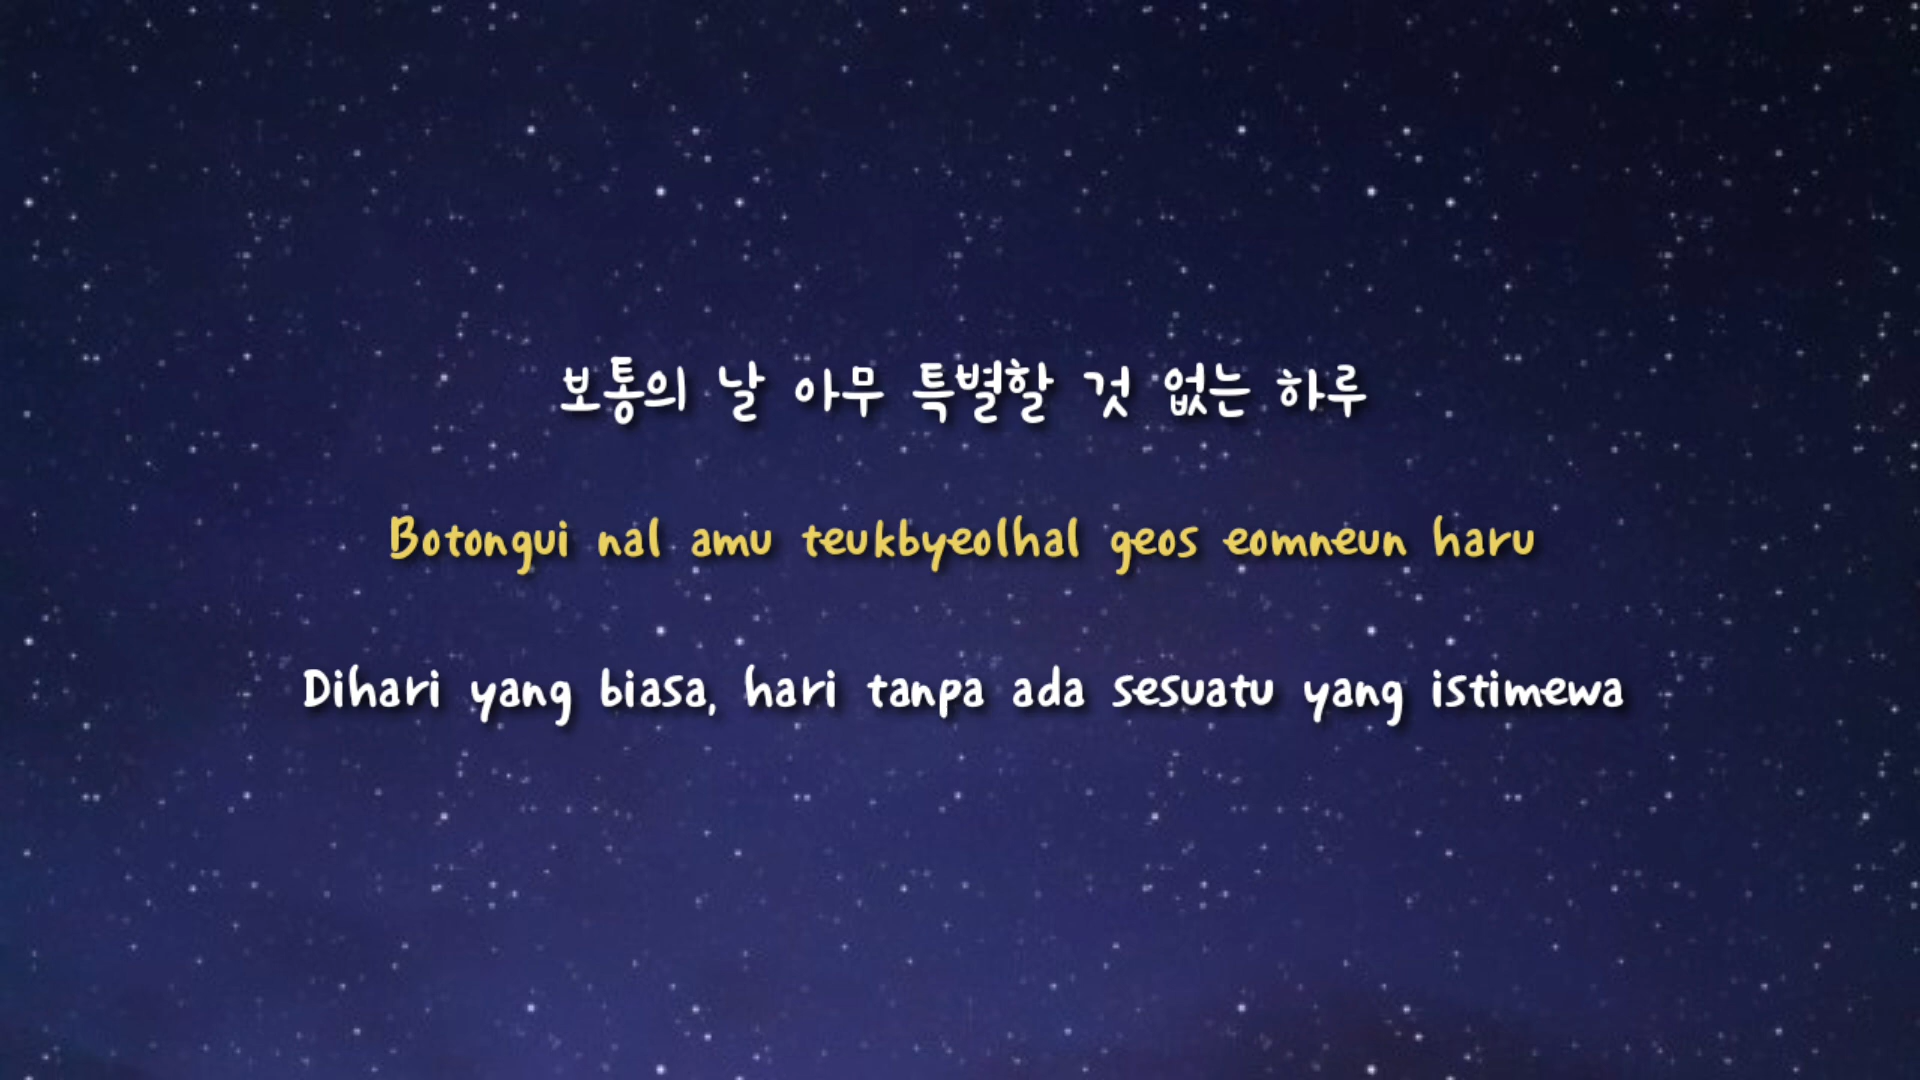 보통의 날 아무 특별할 것 없는 하루
Botongui nal amu teukbyeolhal geos eomneun haru
Dihari yang biasa, hari tanpa ada sesuatu yang istimewa